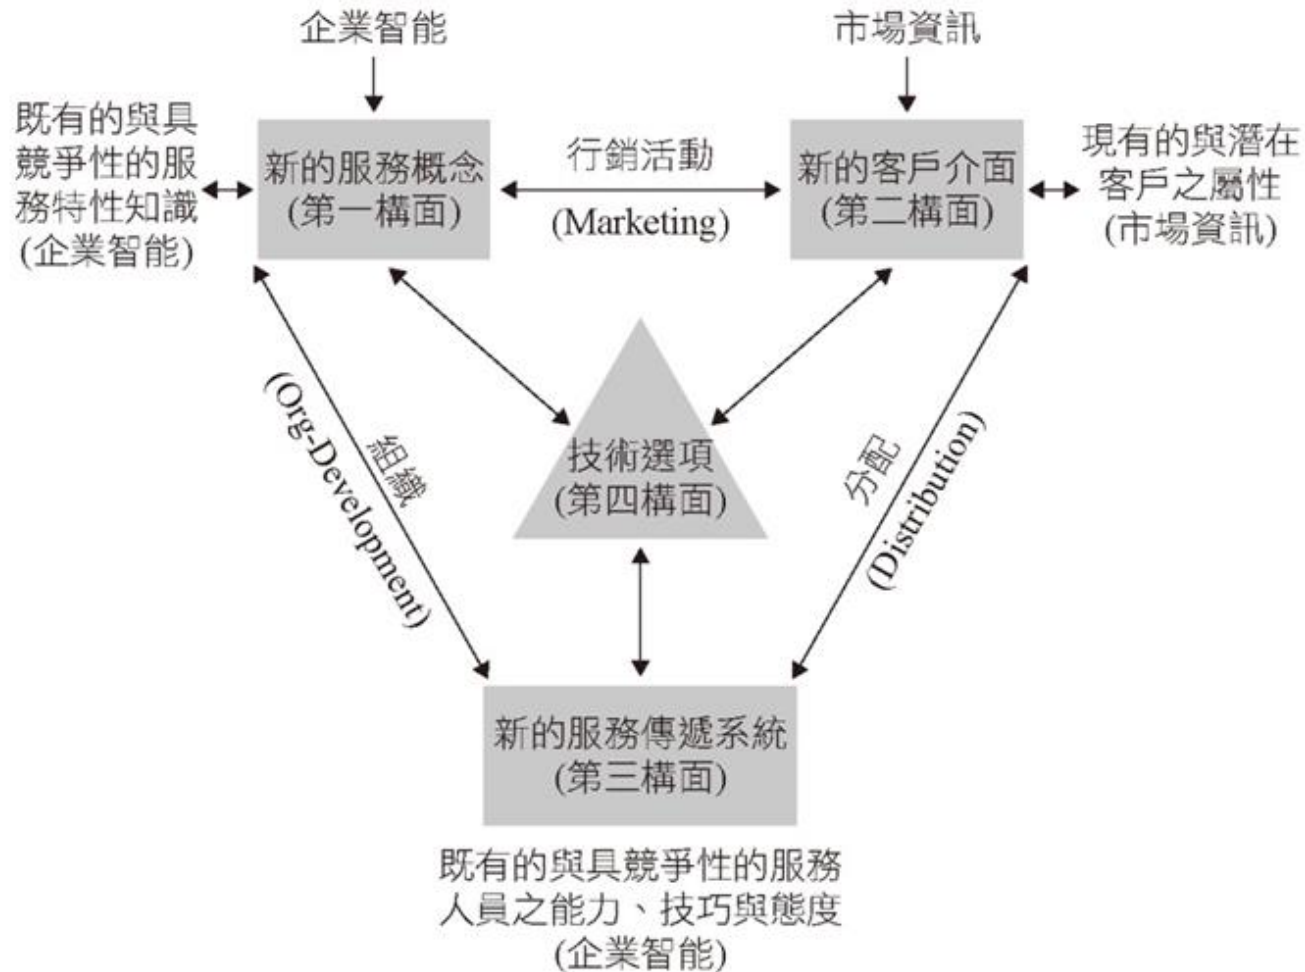 企業智能
市場資訊
既有的與具
競爭性的服
務特性知識
(企業智能)
新的服務概念
(第一構面)
行銷活動
(Marketing)
新的客戶介面
(第二構面)
現有的與潛在
客戶之屬性
(市場資訊)
組織
(Org-Development)
技術選項
(第四構面)
分配
(Distribution)
新的服務傳遞系統
(第三構面)
既有的與具競爭性的服務
人員之能力、技巧與態度
(企業智能)